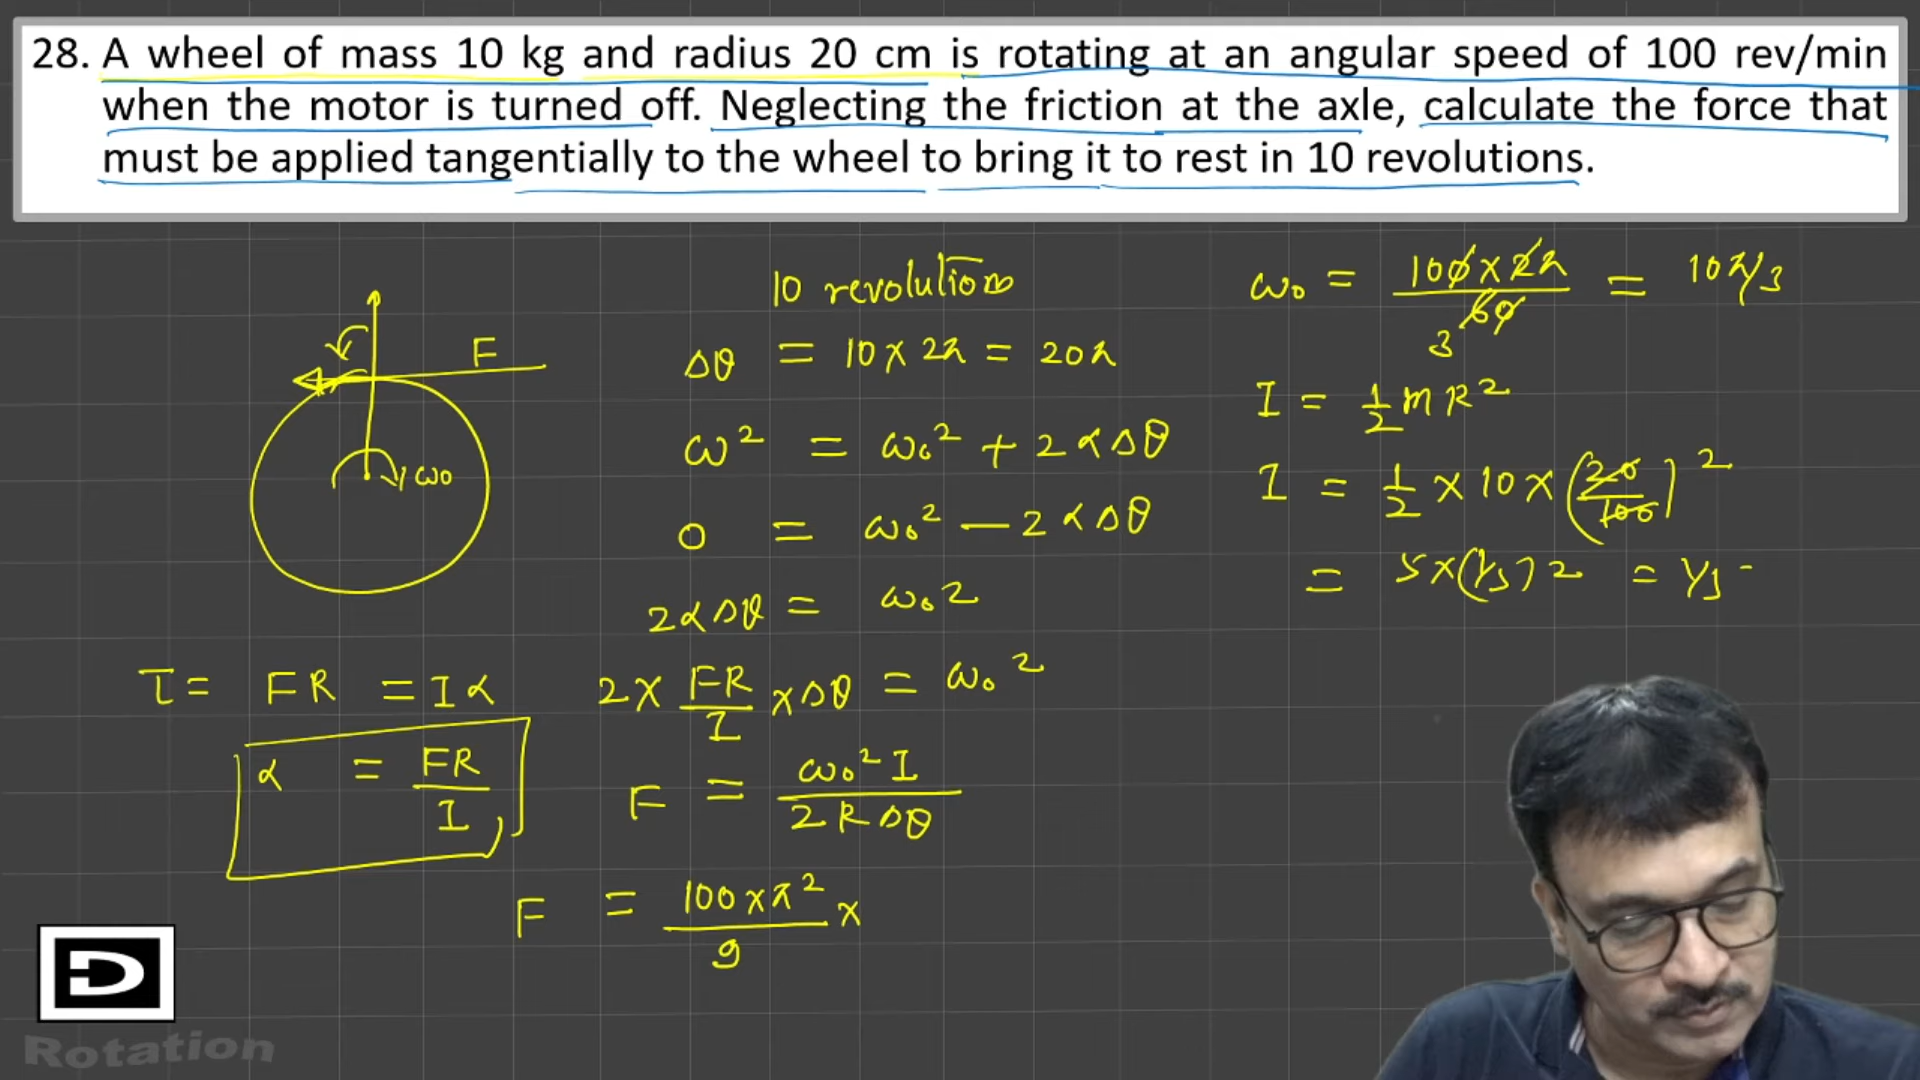 28. A wheel of mass 10 kg and radius 20 cm is rotating at an angular speed of 100 rev/min
when the motor is turned off. Neglecting the friction at the axle, calculate the force that
must be applied tangentially to the wheel to bring it to rest in 10 revolutions.
F
ω₀
τ = FR = Iα
α = FR/I
10 revolutions
Δθ = 10 x 2π = 20π
ω² = ω₀² + 2αΔθ
0 = ω₀² - 2αΔθ
2αΔθ = ω₀²
2 x FR/I x Δθ = ω₀²
F = ω₀² I / 2RΔθ
F = 100 x π² / 9 x
ω₀ = 100 x 2π / 60 = 10π/3
3
I = 1/2 mR²
I = 1/2 x 10 x (20/100)²
= 5 x (1/5)² = 1/5
D
Rotation